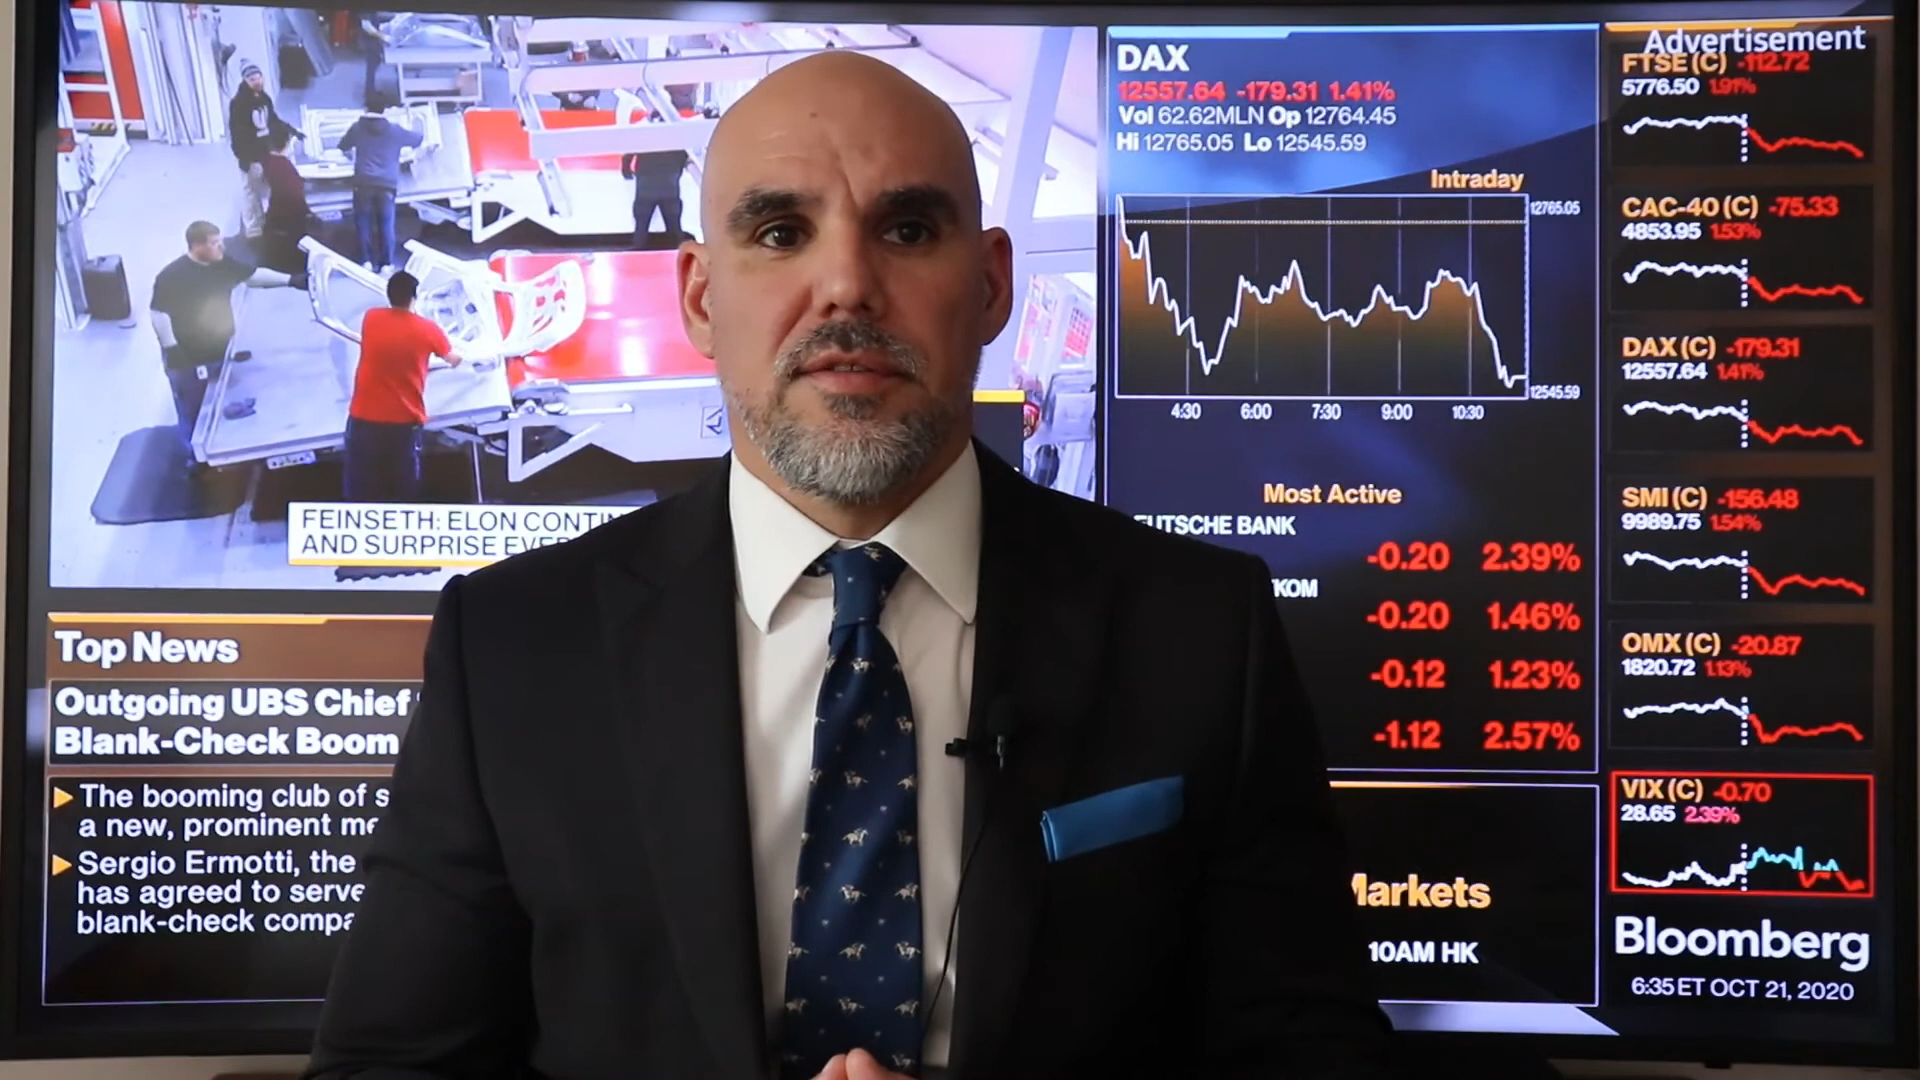 FEINSETH: ELON
AND SURPRISE
Top News
Outgoing UBS Chief
Blank-Check Boom
The booming club of
a new, prominent
Sergio Ermotti, the
has agreed to serve
blank-check
DAX
12557.64 -179.31 1.41%
Vol 62.62MLN Op 12764.45
Hi 12765.05 Lo 12545.59
Intraday
12765.05
12545.59
4:30 6:00 7:30 9:00 10:30
Most Active
BANK
-0.20 2.39%
-0.20 1.46%
-0.12 1.23%
-1.12 2.57%
Markets
10AM HK
Advertisement
FTSE (C) -112.72
5776.50 1.91%
CAC-40 (C) -75.33
4853.95 1.53%
DAX (C) -179.31
12557.64 1.41%
SMI (C) -156.48
9989.75 1.54%
OMX (C) -20.87
1820.72 1.13%
VIX (C) -0.70
28.65 2.39%
Bloomberg
6:35 ET OCT 21, 2020